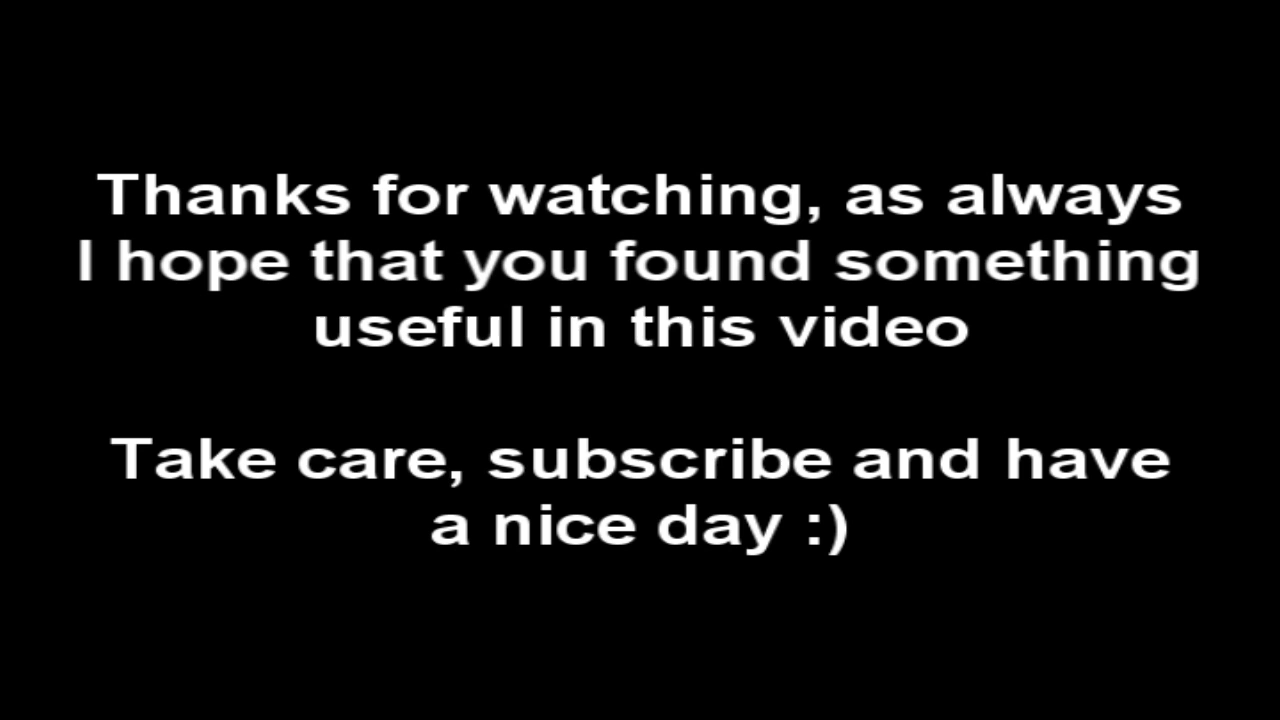 Thanks for watching, as always
I hope that you found something
useful in this video
Take care, subscribe and have
a nice day :)